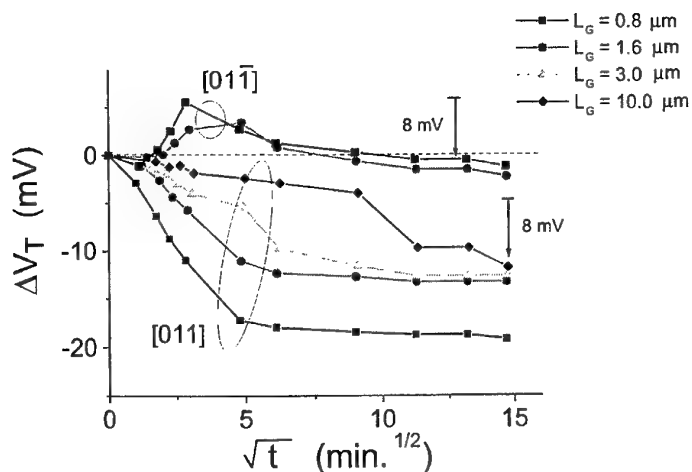 L_G = 0.8 μm
L_G = 1.6 μm
L_G = 3.0 μm
L_G = 10.0 μm
[011̄]
8 mV
0
8 mV
-10
[011]
-20
ΔV_T (mV)
0 5 10 15
√t (min.^1/2)